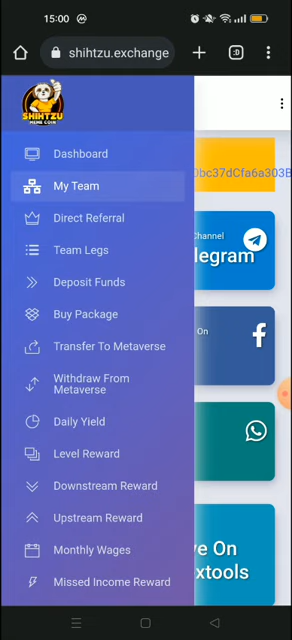 15:00
shihtzu.exchange
:D
SHIHTZU
MEME COIN
Dashboard
My Team
Direct Referral
Team Legs
Deposit Funds
Buy Package
Transfer To Metaverse
Withdraw From
Metaverse
Daily Yield
Level Reward
Downstream Reward
Upstream Reward
Monthly Wages
Missed Income Reward
0bc37dCfa6a303B
Channel
legram
On
ve On
xtools